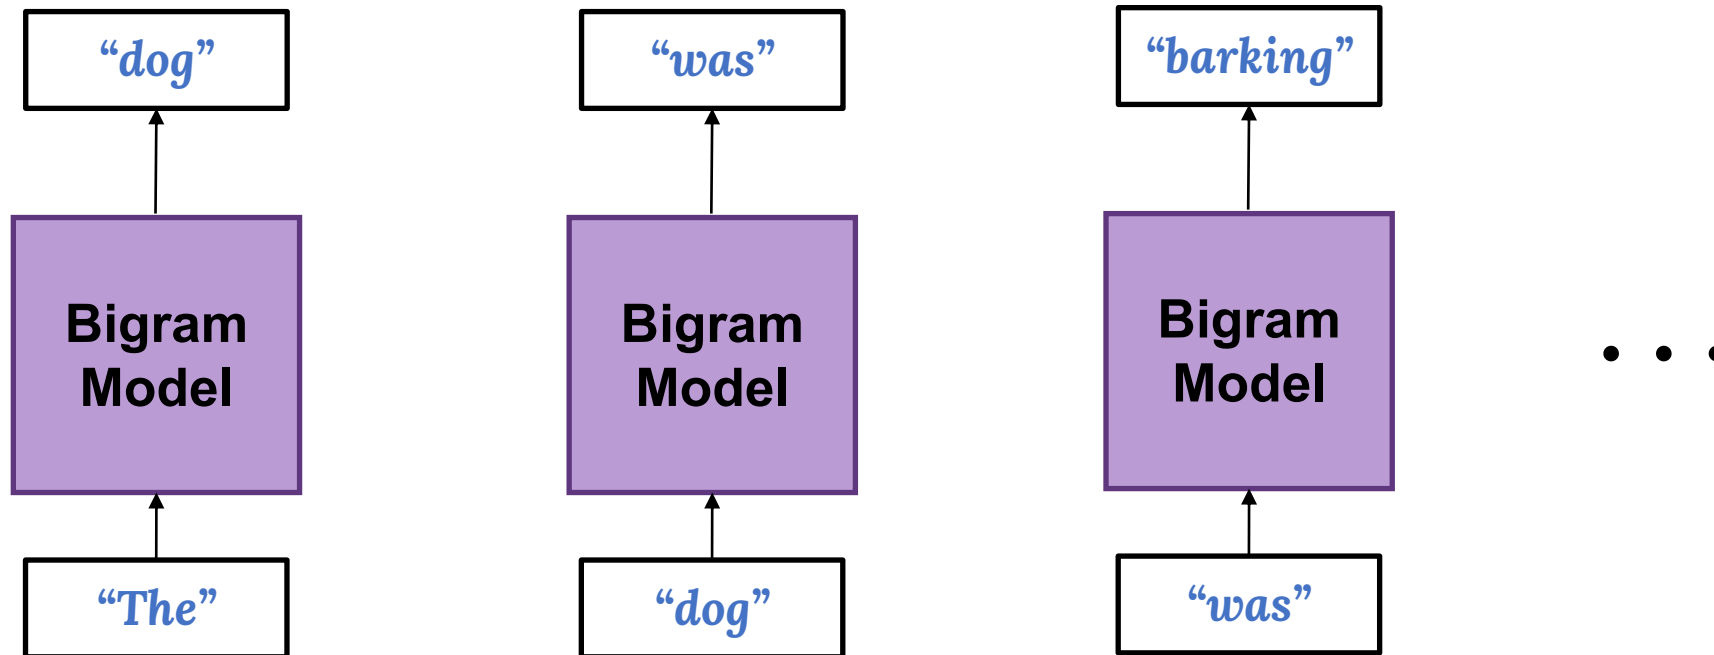 “dog”
“was”
“barking”
Bigram
Model
Bigram
Model
Bigram
Model
. . .
“The”
“dog”
“was”